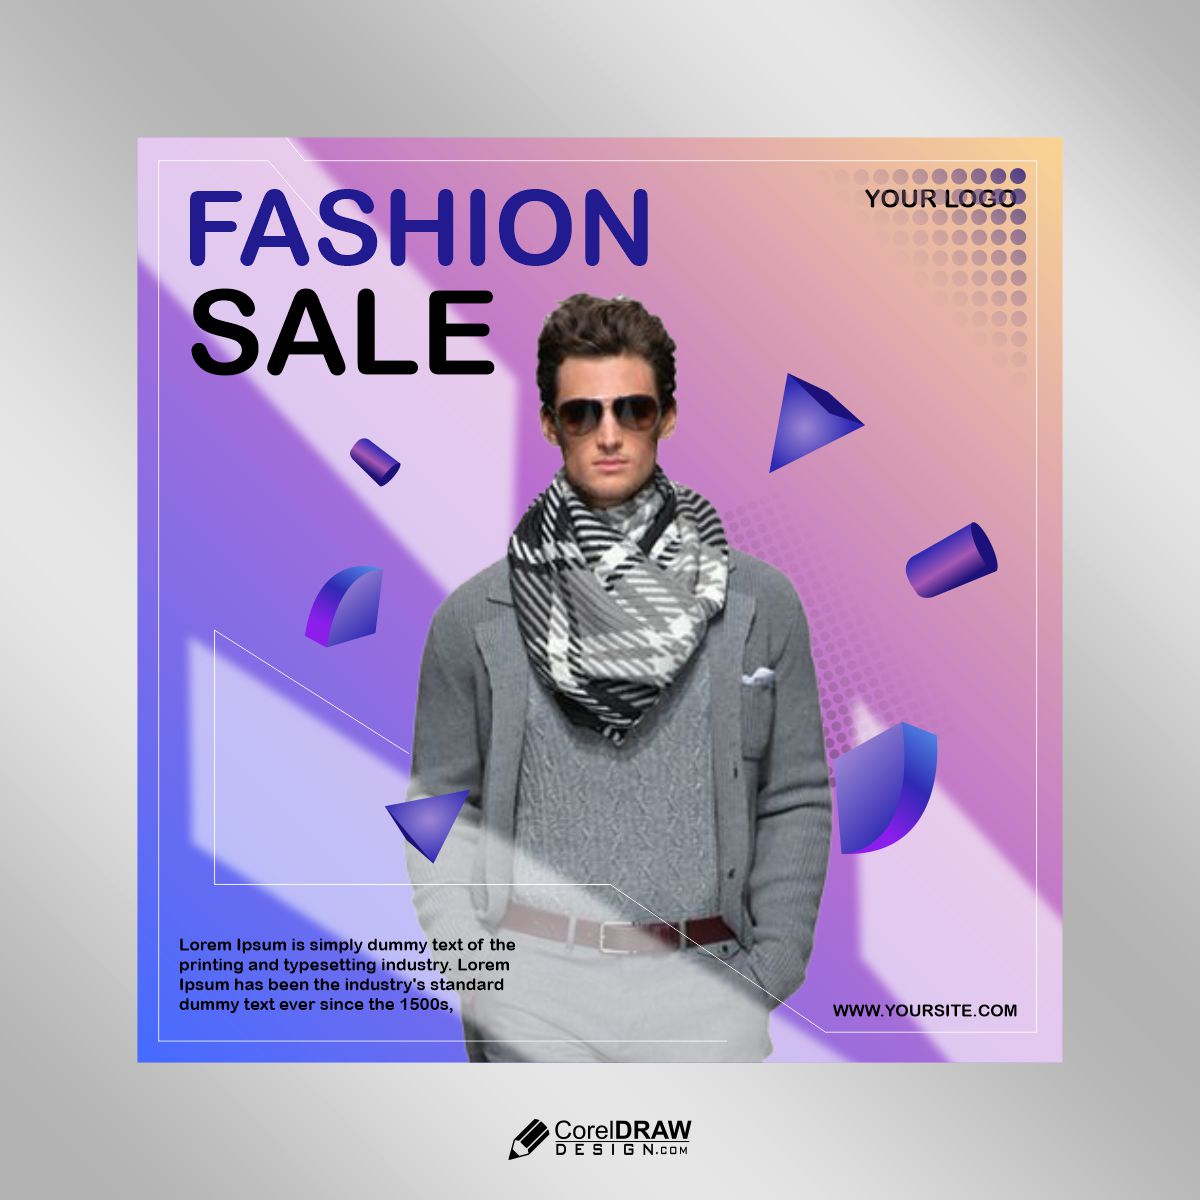 FASHION
SALE
YOUR LOGO
Lorem Ipsum is simply dummy text of the
printing and typesetting industry. Lorem
Ipsum has been the industry's standard
dummy text ever since the 1500s,
WWW.YOURSITE.COM
CorelDRAW
DESIGN.COM